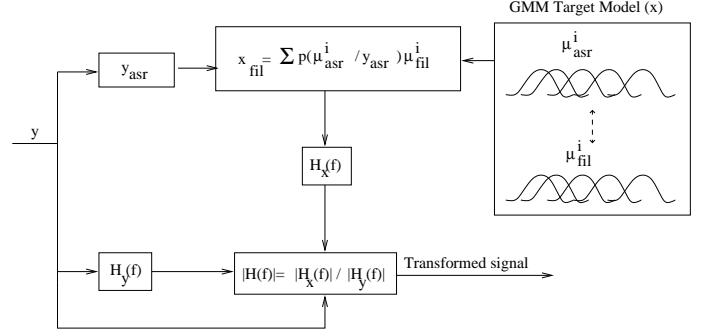 GMM Target Model (x)
μ^i_asr
μ^i_fil
y_asr
x_fil = Σ p(μ^i_asr / y_asr) μ^i_fil
y
H_x(f)
H_y(f)
|H(f)|= |H_x(f)| / |H_y(f)|
Transformed signal